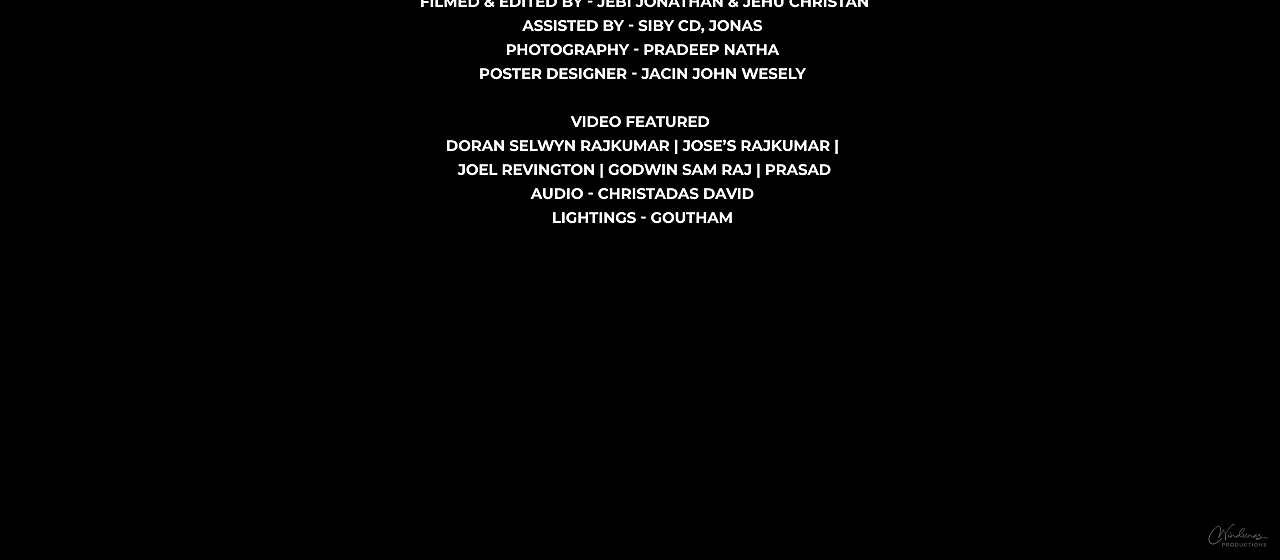 FILMED & EDITED BY - JEBI JONATHAN & JEHU CHRISTAN
ASSISTED BY - SIBY CD, JONAS
PHOTOGRAPHY - PRADEEP NATHA
POSTER DESIGNER - JACIN JOHN WESELY
VIDEO FEATURED
DORAN SELWYN RAJKUMAR | JOSE’S RAJKUMAR |
JOEL REVINGTON | GODWIN SAM RAJ | PRASAD
AUDIO - CHRISTADAS DAVID
LIGHTINGS - GOUTHAM
PRODUCTIONS